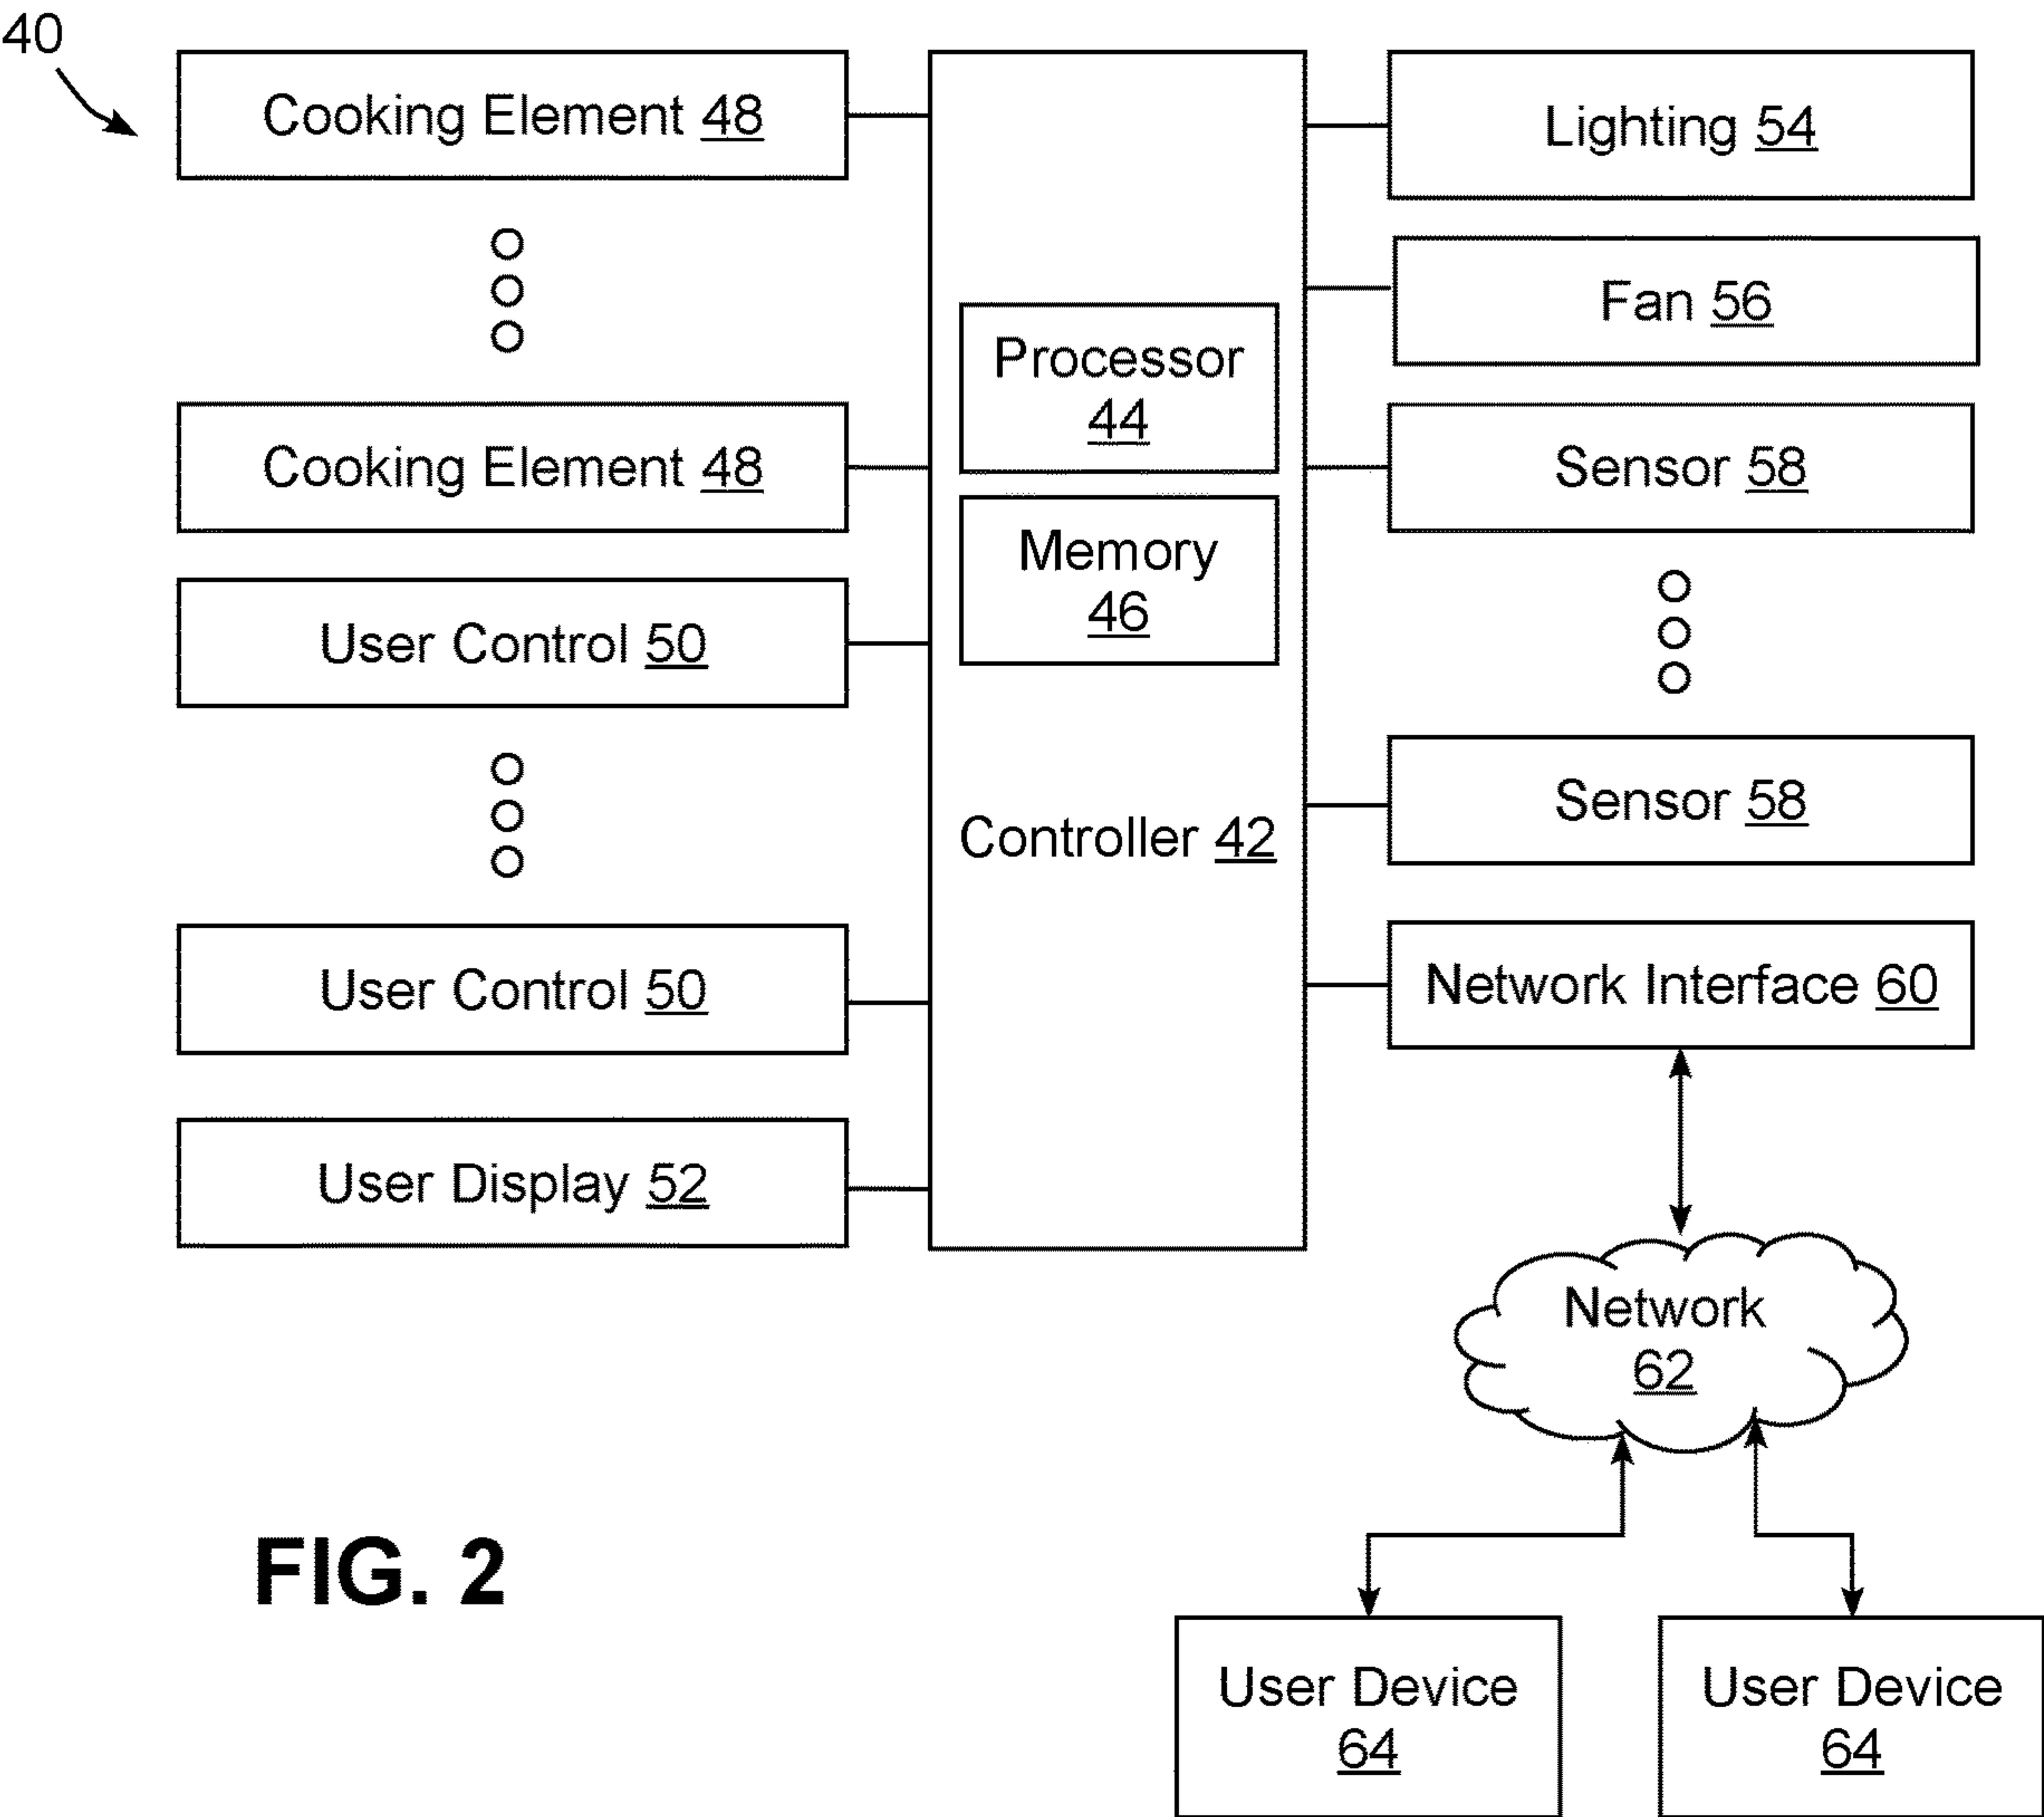 40
Cooking Element 48
Cooking Element 48
User Control 50
User Control 50
User Display 52
Processor
44
Memory
46
Controller 42
Lighting 54
Fan 56
Sensor 58
Sensor 58
Network Interface 60
Network
62
User Device
64
User Device
64
FIG. 2